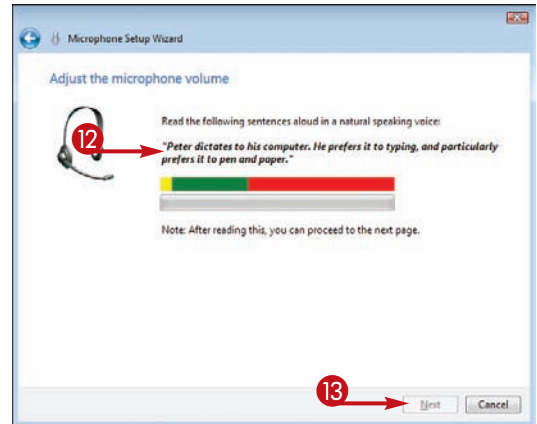 Microphone Setup Wizard
Adjust the microphone volume
Read the following sentences aloud in a natural speaking voice:
12
"Peter dictates to his computer. He prefers it to typing, and particularly
prefers it to pen and paper."
Note: After reading this, you can proceed to the next page.
13
Next Cancel